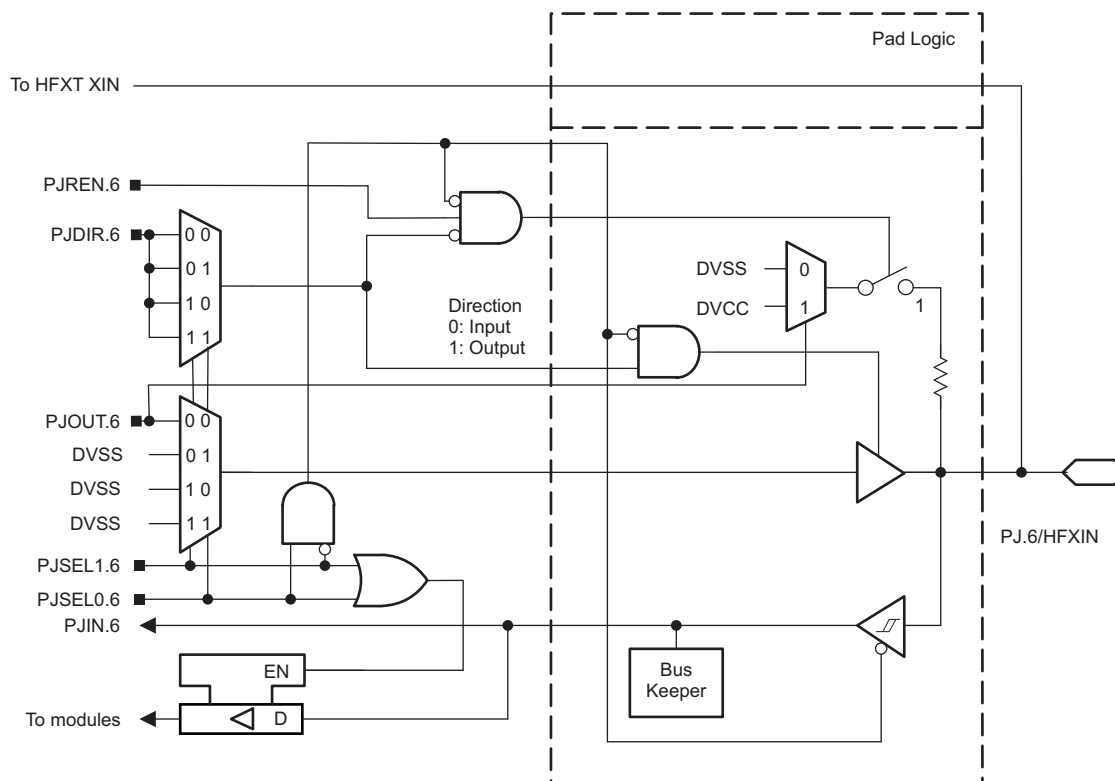 Pad Logic
To HFXT XIN
PJREN.6
PJDIR.6
0 0
0 1
1 0
1 1
Direction
0: Input
1: Output
DVSS
0
DVCC
1
1
PJOUT.6
0 0
DVSS
0 1
DVSS
1 0
DVSS
1 1
PJSEL1.6
PJSEL0.6
PJIN.6
PJ.6/HFXIN
EN
Bus
Keeper
To modules
D